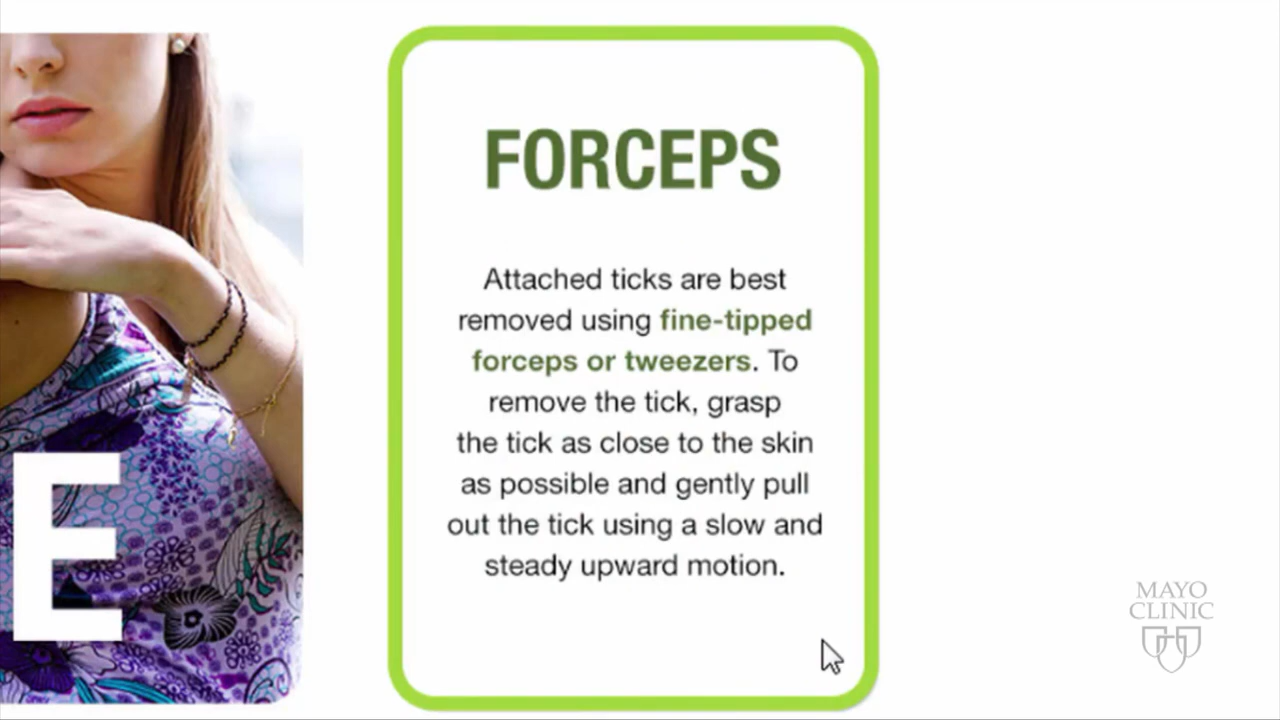 E
FORCEPS
Attached ticks are best
removed using fine-tipped
forceps or tweezers. To
remove the tick, grasp
the tick as close to the skin
as possible and gently pull
out the tick using a slow and
steady upward motion.
MAYO
CLINIC